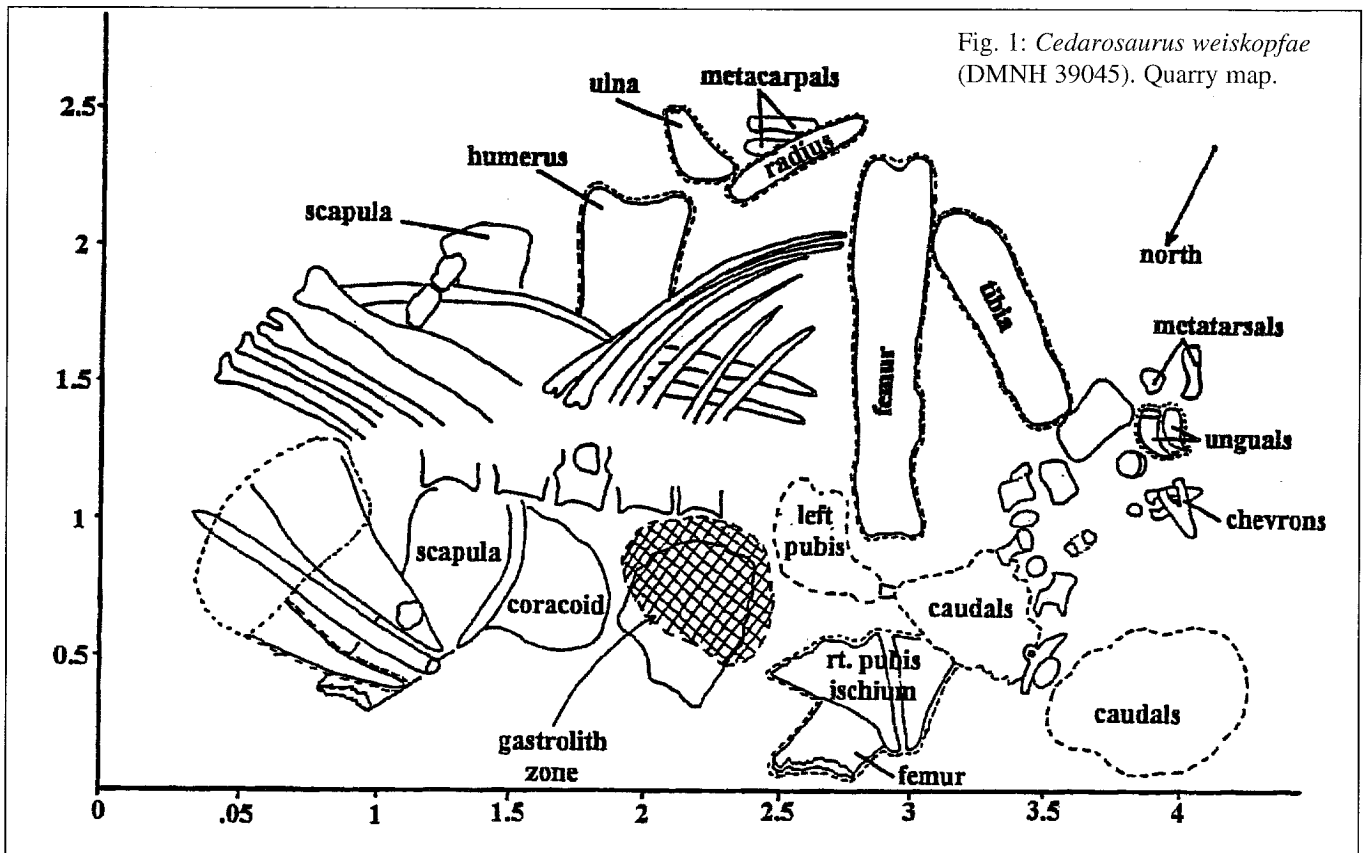 Fig. 1: Cedarosaurus weiskopfae
(DMNH 39045). Quarry map.
2.5
2
1.5
1
0.5
0
.05
1
1.5
2
2.5
3
3.5
4
ulna
metacarpals
radius
humerus
scapula
north
tibia
femur
metatarsals
unguals
chevrons
left
pubis
scapula
coracoid
caudals
rt. pubis
ischium
caudals
gastrolith
zone
femur